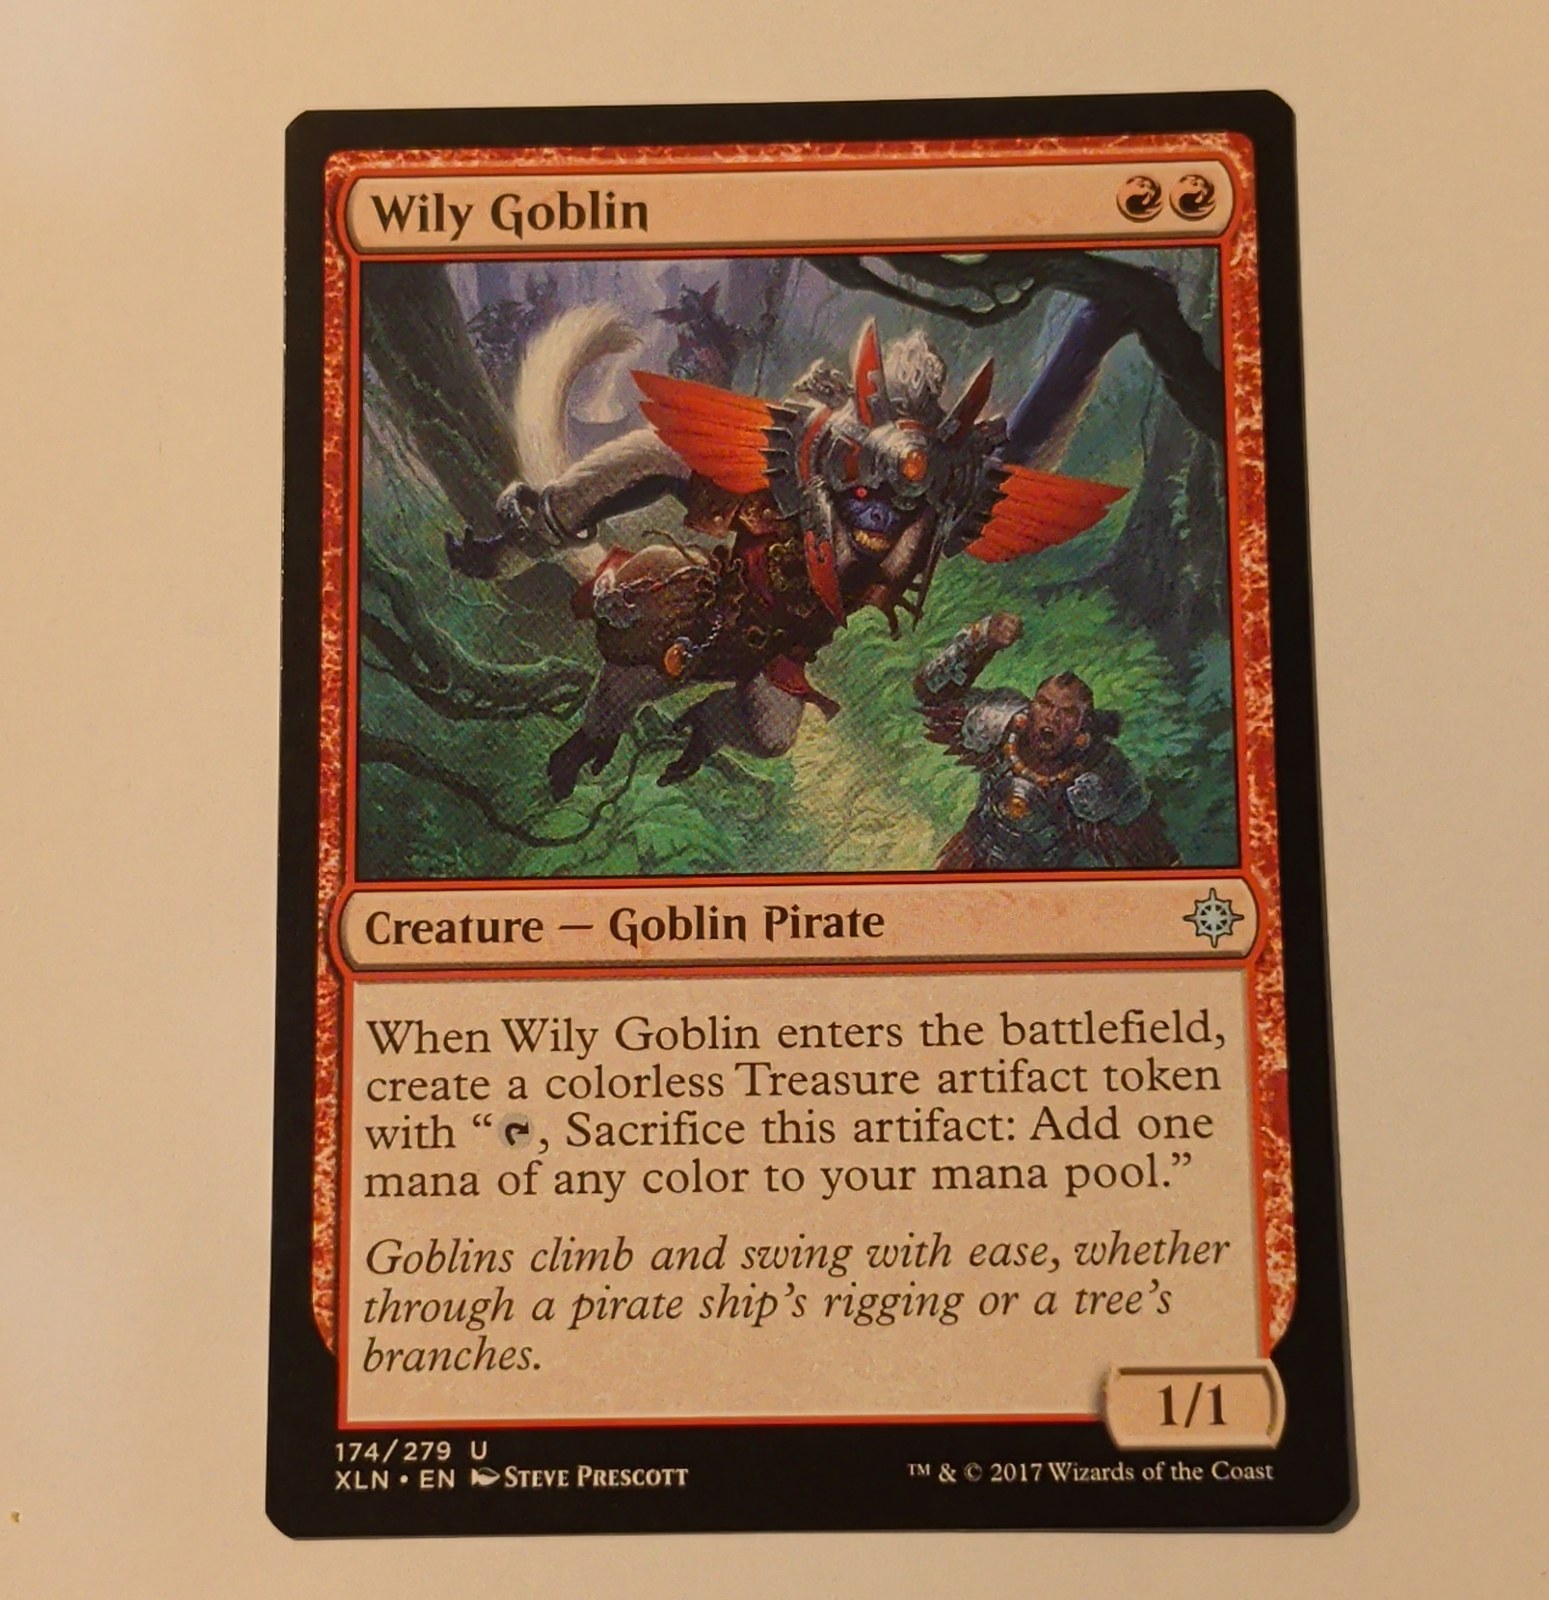 Wily Goblin
Creature — Goblin Pirate
When Wily Goblin enters the battlefield,
create a colorless Treasure artifact token
with “ , Sacrifice this artifact: Add one
mana of any color to your mana pool.”
Goblins climb and swing with ease, whether
through a pirate ship’s rigging or a tree’s
branches.
1/1
174/279 U
XLN • EN STEVE PRESCOTT
™ & © 2017 Wizards of the Coast